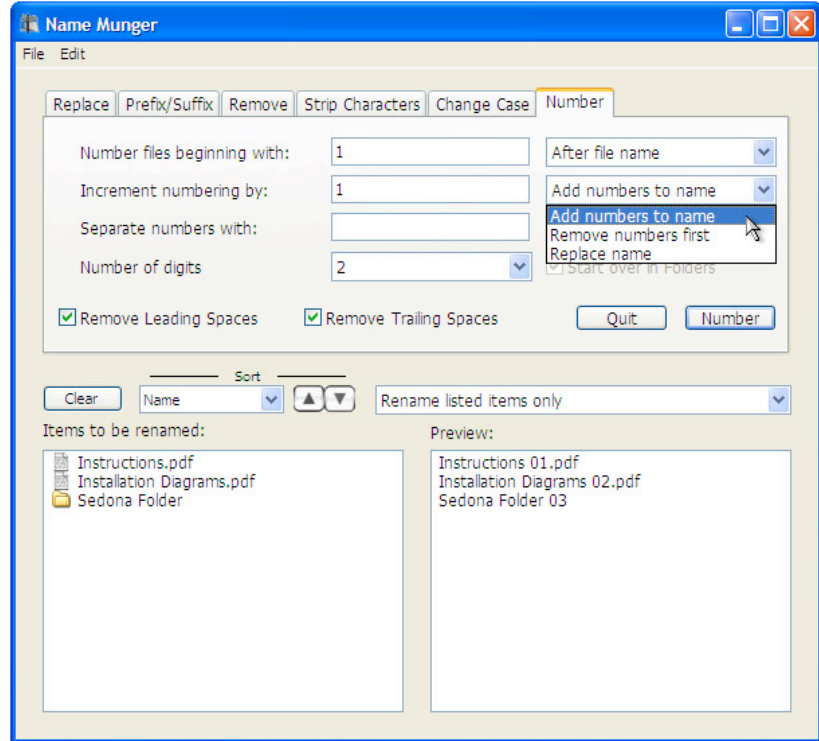 Name Munger
File Edit
Replace Prefix/Suffix Remove Strip Characters Change Case Number
Number files beginning with: 1 After file name
Increment numbering by: 1 Add numbers to name
Add numbers to name
Separate numbers with:
Remove numbers first
Replace name
Number of digits 2 Start over in Folders
Remove Leading Spaces Remove Trailing Spaces Quit Number
Sort
Clear Name Rename listed items only
Items to be renamed: Preview:
Instructions.pdf Instructions 01.pdf
Installation Diagrams.pdf Installation Diagrams 02.pdf
Sedona Folder Sedona Folder 03